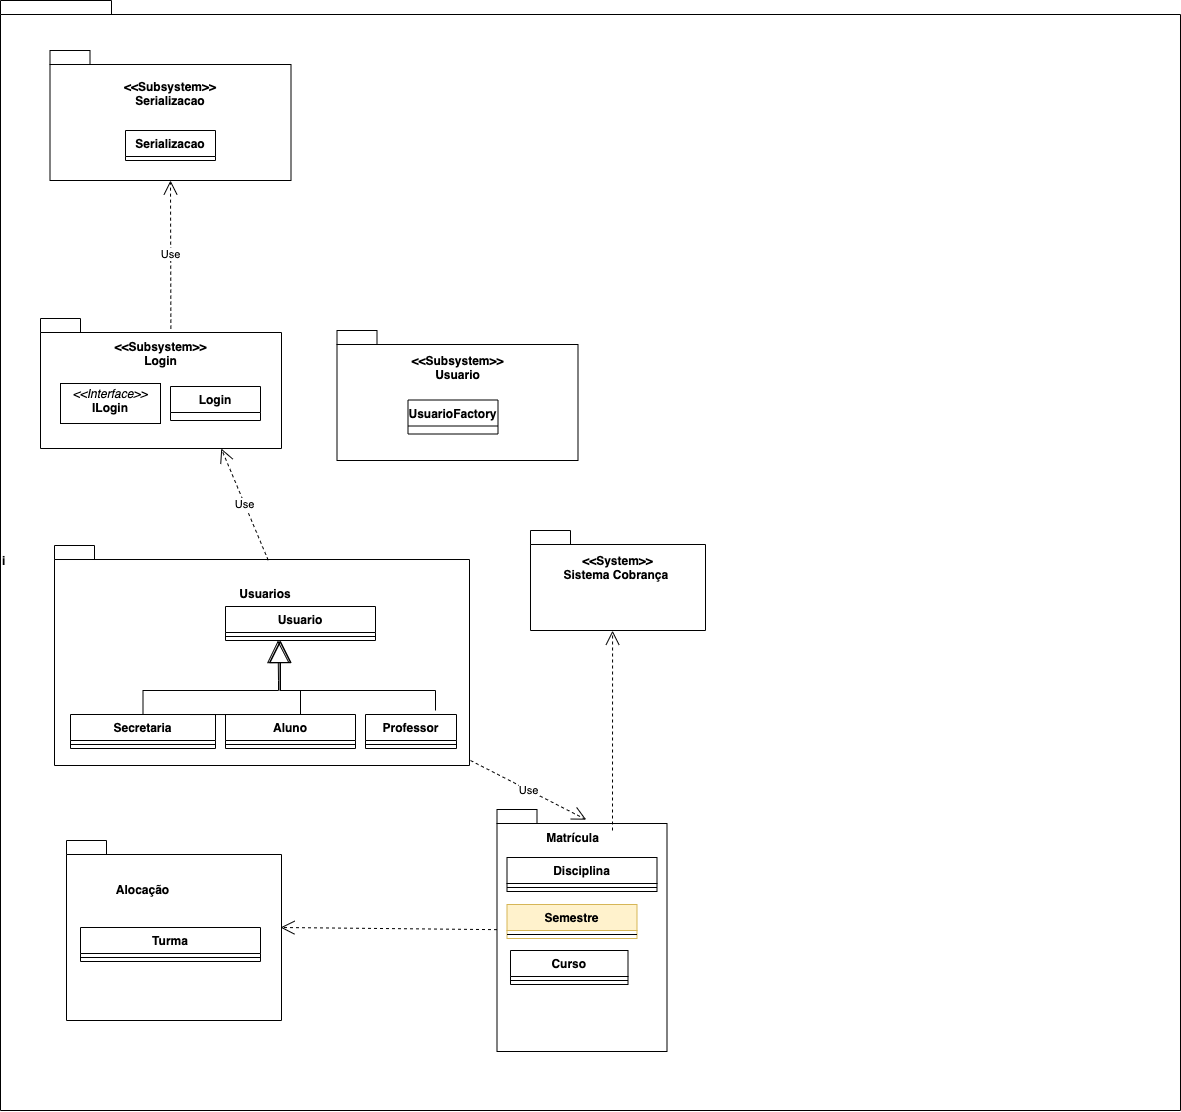 <<Subsystem>>
Serializacao
Serializacao
Use
<<Subsystem>>
Login
<<Interface>>
ILogin
Login
<<Subsystem>>
Usuario
UsuarioFactory
Use
i
Usuarios
Usuario
Secretaria
Aluno
Professor
<<System>>
Sistema Cobrança
Use
Matrícula
Disciplina
Semestre
Curso
Alocação
Turma